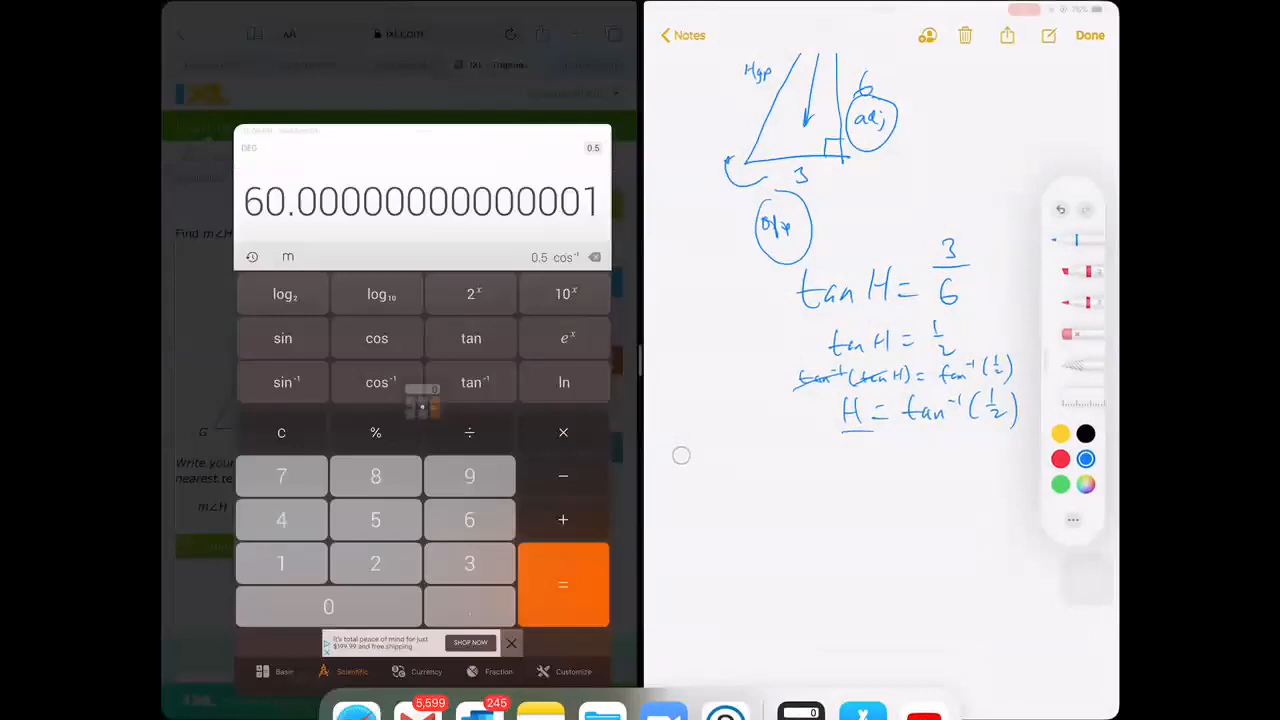 AA
ixl.com
Find m∠H
G
Write your
nearest te
m∠H
DEG
0.5
60.00000000000001
m
0.5 cos⁻¹
log₂ log₁₀ 2ˣ 10ˣ
sin cos tan eˣ
sin⁻¹ cos⁻¹ tan⁻¹ ln
0
C % ÷ ×
7 8 9 −
4 5 6 +
1 2 3 =
0 .
It's total peace of mind for just
$199.99 and free shipping
SHOP NOW
Basic Scientific Currency Fraction Customize
5,599
245
0
Notes
Done
Hyp
6
adj
3
opp
tan H = 3/6
tan H = 1/2
tan⁻¹(tan H) = tan⁻¹(1/2)
H = tan⁻¹(1/2)